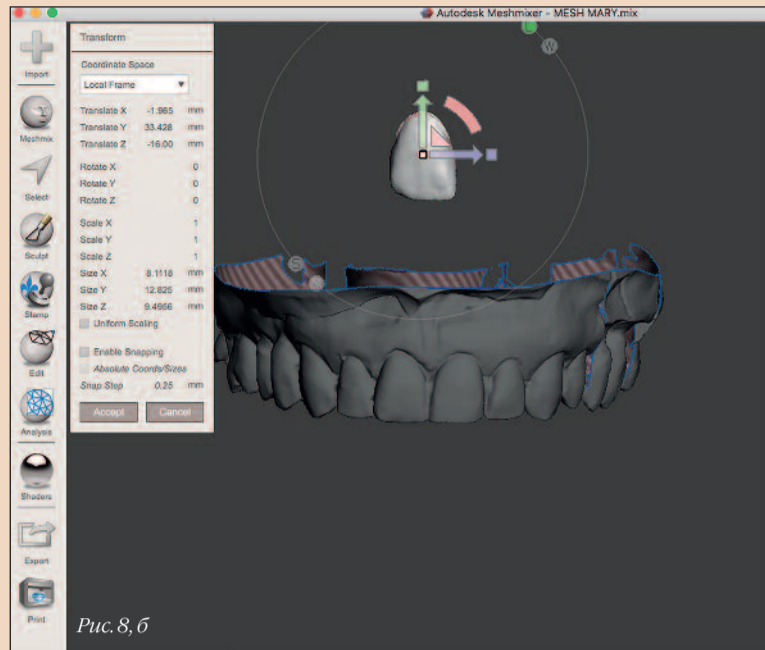 Autodesk Meshmixer - MESH MARY.mix
Import
Meshmix
Select
Sculpt
Stamp
Edit
Analysis
Shaders
Export
Print
Transform
Coordinate Space
Local Frame
Translate X -1.965 mm
Translate Y 33.428 mm
Translate Z -16.00 mm
Rotate X 0
Rotate Y 0
Rotate Z 0
Scale X 1
Scale Y 1
Scale Z 1
Size X 8.1118 mm
Size Y 12.825 mm
Size Z 9.4956 mm
Uniform Scaling
Enable Snapping
Absolute Coords/Sizes
Snap Step 0.25 mm
Accept Cancel
L
W
S
Рис. 8, б